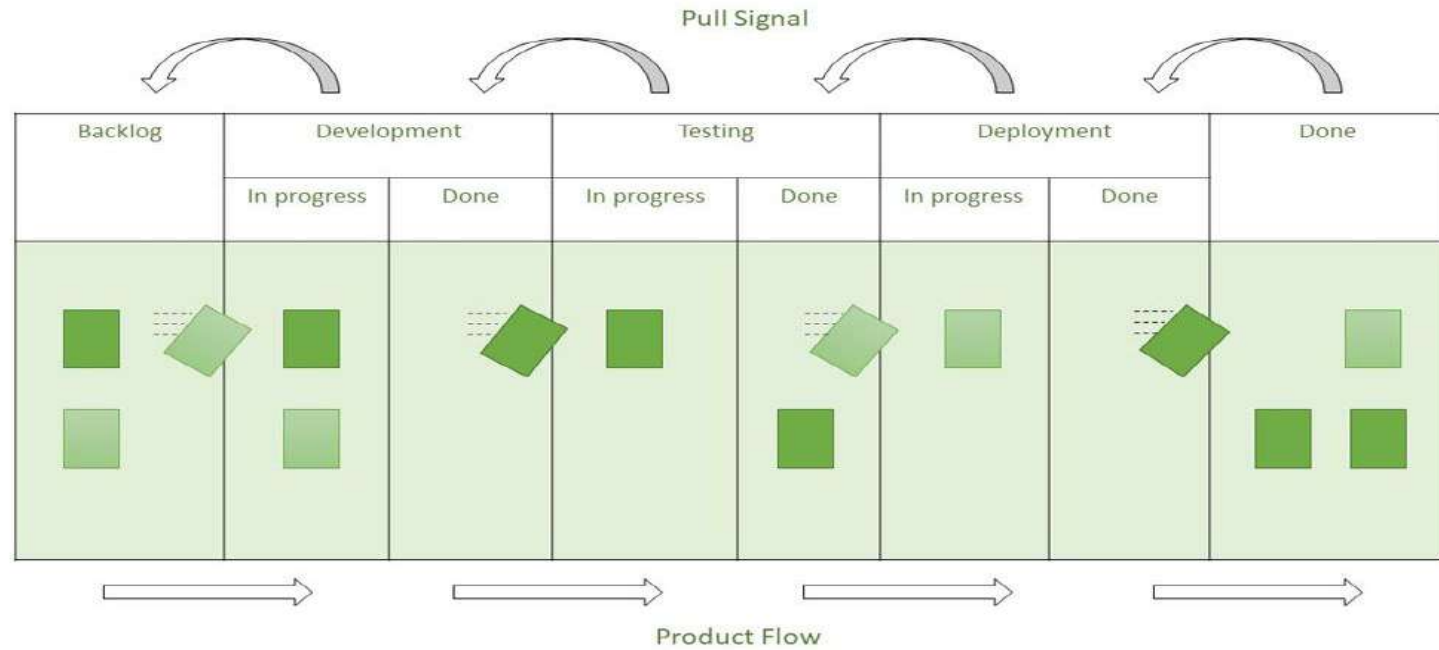 Pull Signal
Backlog Development Testing Deployment Done
In progress Done In progress Done In progress Done
Product Flow